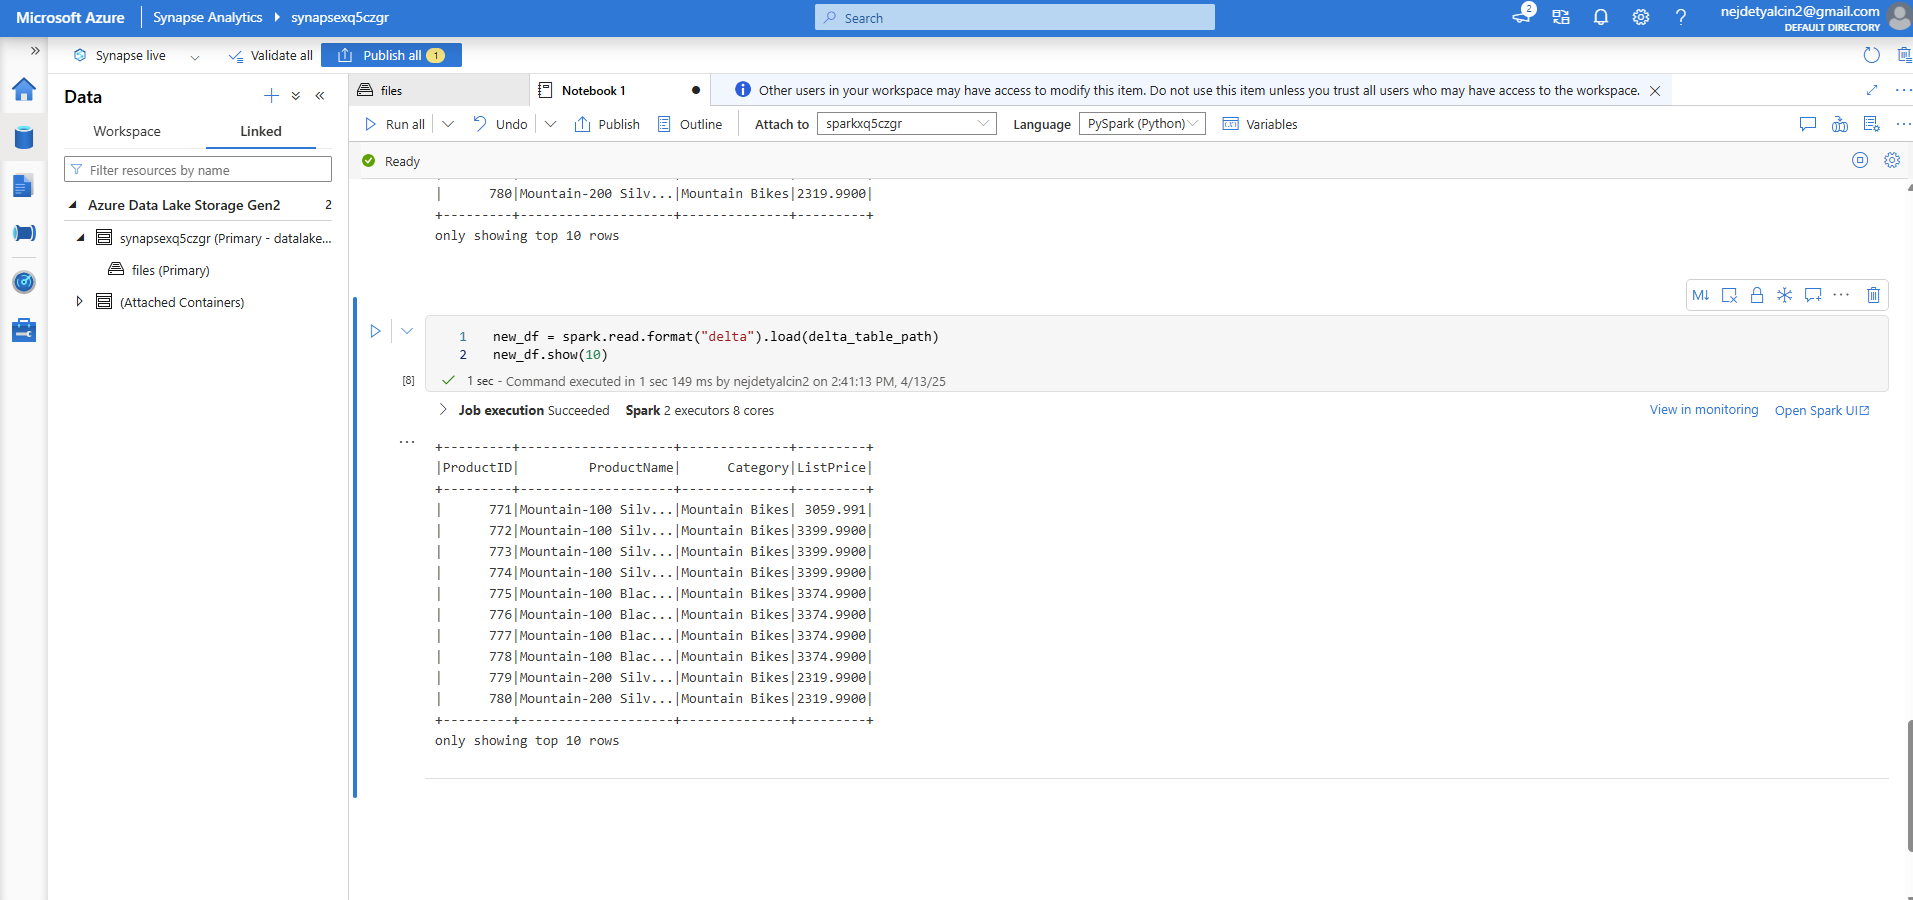 Microsoft Azure Synapse Analytics synapsexq5czgr Search 2 nejdetyalcin2@gmail.com
DEFAULT DIRECTORY
Synapse live Validate all Publish all 1
Data
Workspace Linked
Filter resources by name
Azure Data Lake Storage Gen2 2
synapsexq5czgr (Primary - datalake...
files (Primary)
(Attached Containers)
files Notebook 1 Other users in your workspace may have access to modify this item. Do not use this item unless you trust all users who may have access to the workspace.
Run all Undo Publish Outline Attach to sparkxq5czgr Language PySpark (Python) Variables
Ready
| 780|Mountain-200 Silv...|Mountain Bikes|2319.9900|
+---------+--------------------+--------------+---------+
only showing top 10 rows
M↓
1 new_df = spark.read.format("delta").load(delta_table_path)
2 new_df.show(10)
[8] 1 sec - Command executed in 1 sec 149 ms by nejdetyalcin2 on 2:41:13 PM, 4/13/25
Job execution Succeeded Spark 2 executors 8 cores View in monitoring Open Spark UI
+---------+--------------------+--------------+---------+
|ProductID| ProductName| Category|ListPrice|
+---------+--------------------+--------------+---------+
| 771|Mountain-100 Silv...|Mountain Bikes| 3059.991|
| 772|Mountain-100 Silv...|Mountain Bikes|3399.9900|
| 773|Mountain-100 Silv...|Mountain Bikes|3399.9900|
| 774|Mountain-100 Silv...|Mountain Bikes|3399.9900|
| 775|Mountain-100 Blac...|Mountain Bikes|3374.9900|
| 776|Mountain-100 Blac...|Mountain Bikes|3374.9900|
| 777|Mountain-100 Blac...|Mountain Bikes|3374.9900|
| 778|Mountain-100 Blac...|Mountain Bikes|3374.9900|
| 779|Mountain-200 Silv...|Mountain Bikes|2319.9900|
| 780|Mountain-200 Silv...|Mountain Bikes|2319.9900|
+---------+--------------------+--------------+---------+
only showing top 10 rows